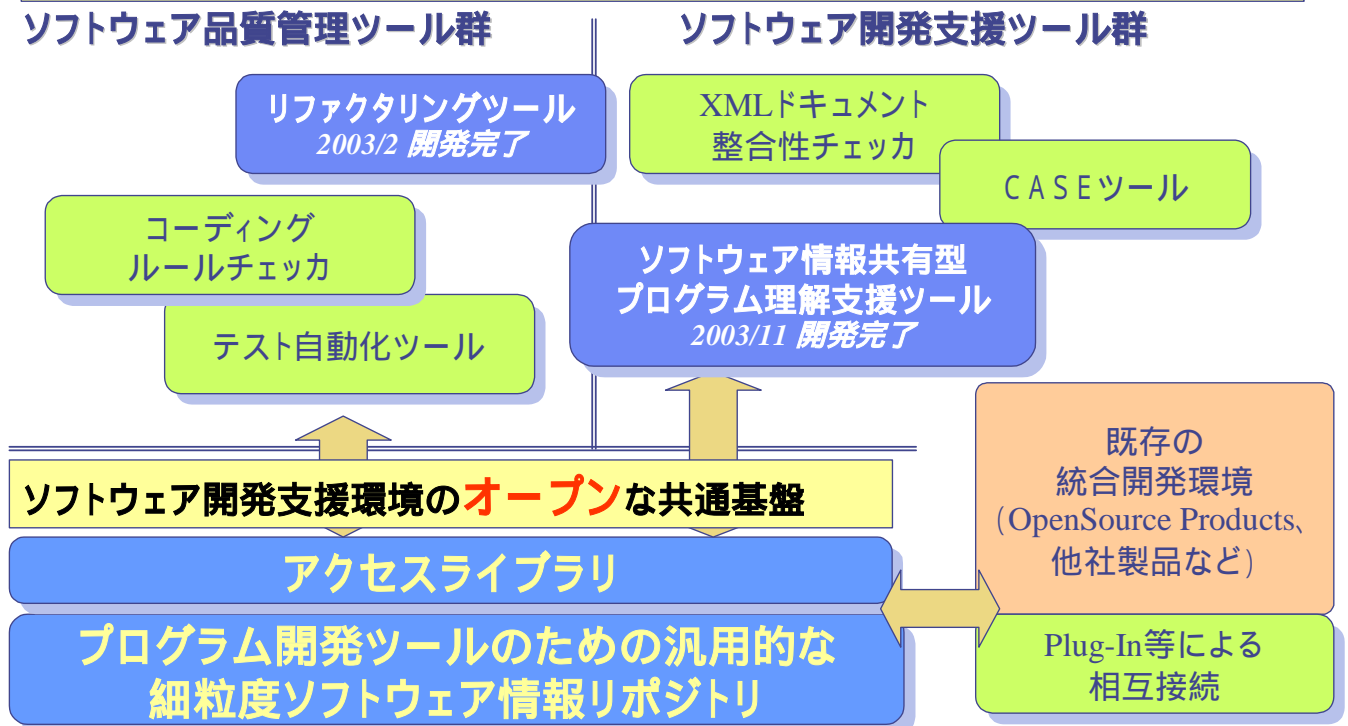 ソフトウェア品質管理ツール群
ソフトウェア開発支援ツール群
リファクタリングツール
2003/2 開発完了
XMLドキュメント
整合性チェッカ
CASEツール
コーディング
ルールチェッカ
テスト自動化ツール
ソフトウェア情報共有型
プログラム理解支援ツール
2003/11 開発完了
ソフトウェア開発支援環境のオープンな共通基盤
アクセスライブラリ
プログラム開発ツールのための汎用的な
細粒度ソフトウェア情報リポジトリ
既存の
統合開発環境
(OpenSource Products、
他社製品など)
Plug-In等による
相互接続